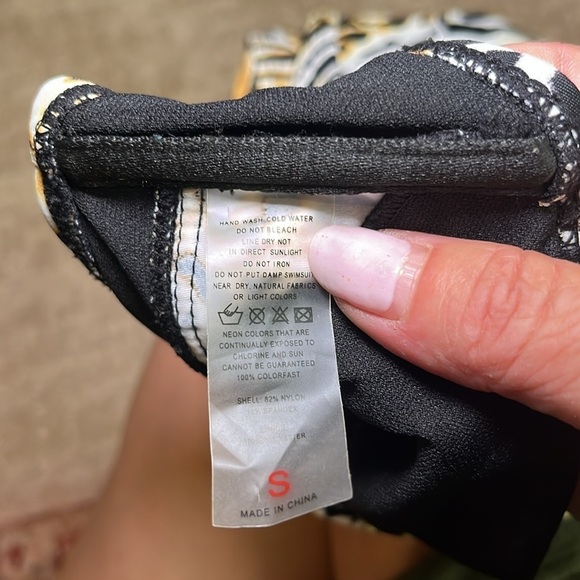 HAND WASH COLD WATER
DO NOT BLEACH
LINE DRY NOT
IN DIRECT SUNLIGHT
DO NOT IRON
DO NOT PUT DAMP SWIMSUI
NEAR DRY, NATURAL FABRICS
OR LIGHT COLORS
NEON COLORS THAT ARE
CONTINUALLY EXPOSED TO
CHLORINE AND SUN
CANNOT BE GUARANTEED
100% COLORFAST
SHELL: 82% NYLON
SPANDEX
S
MADE IN CHINA